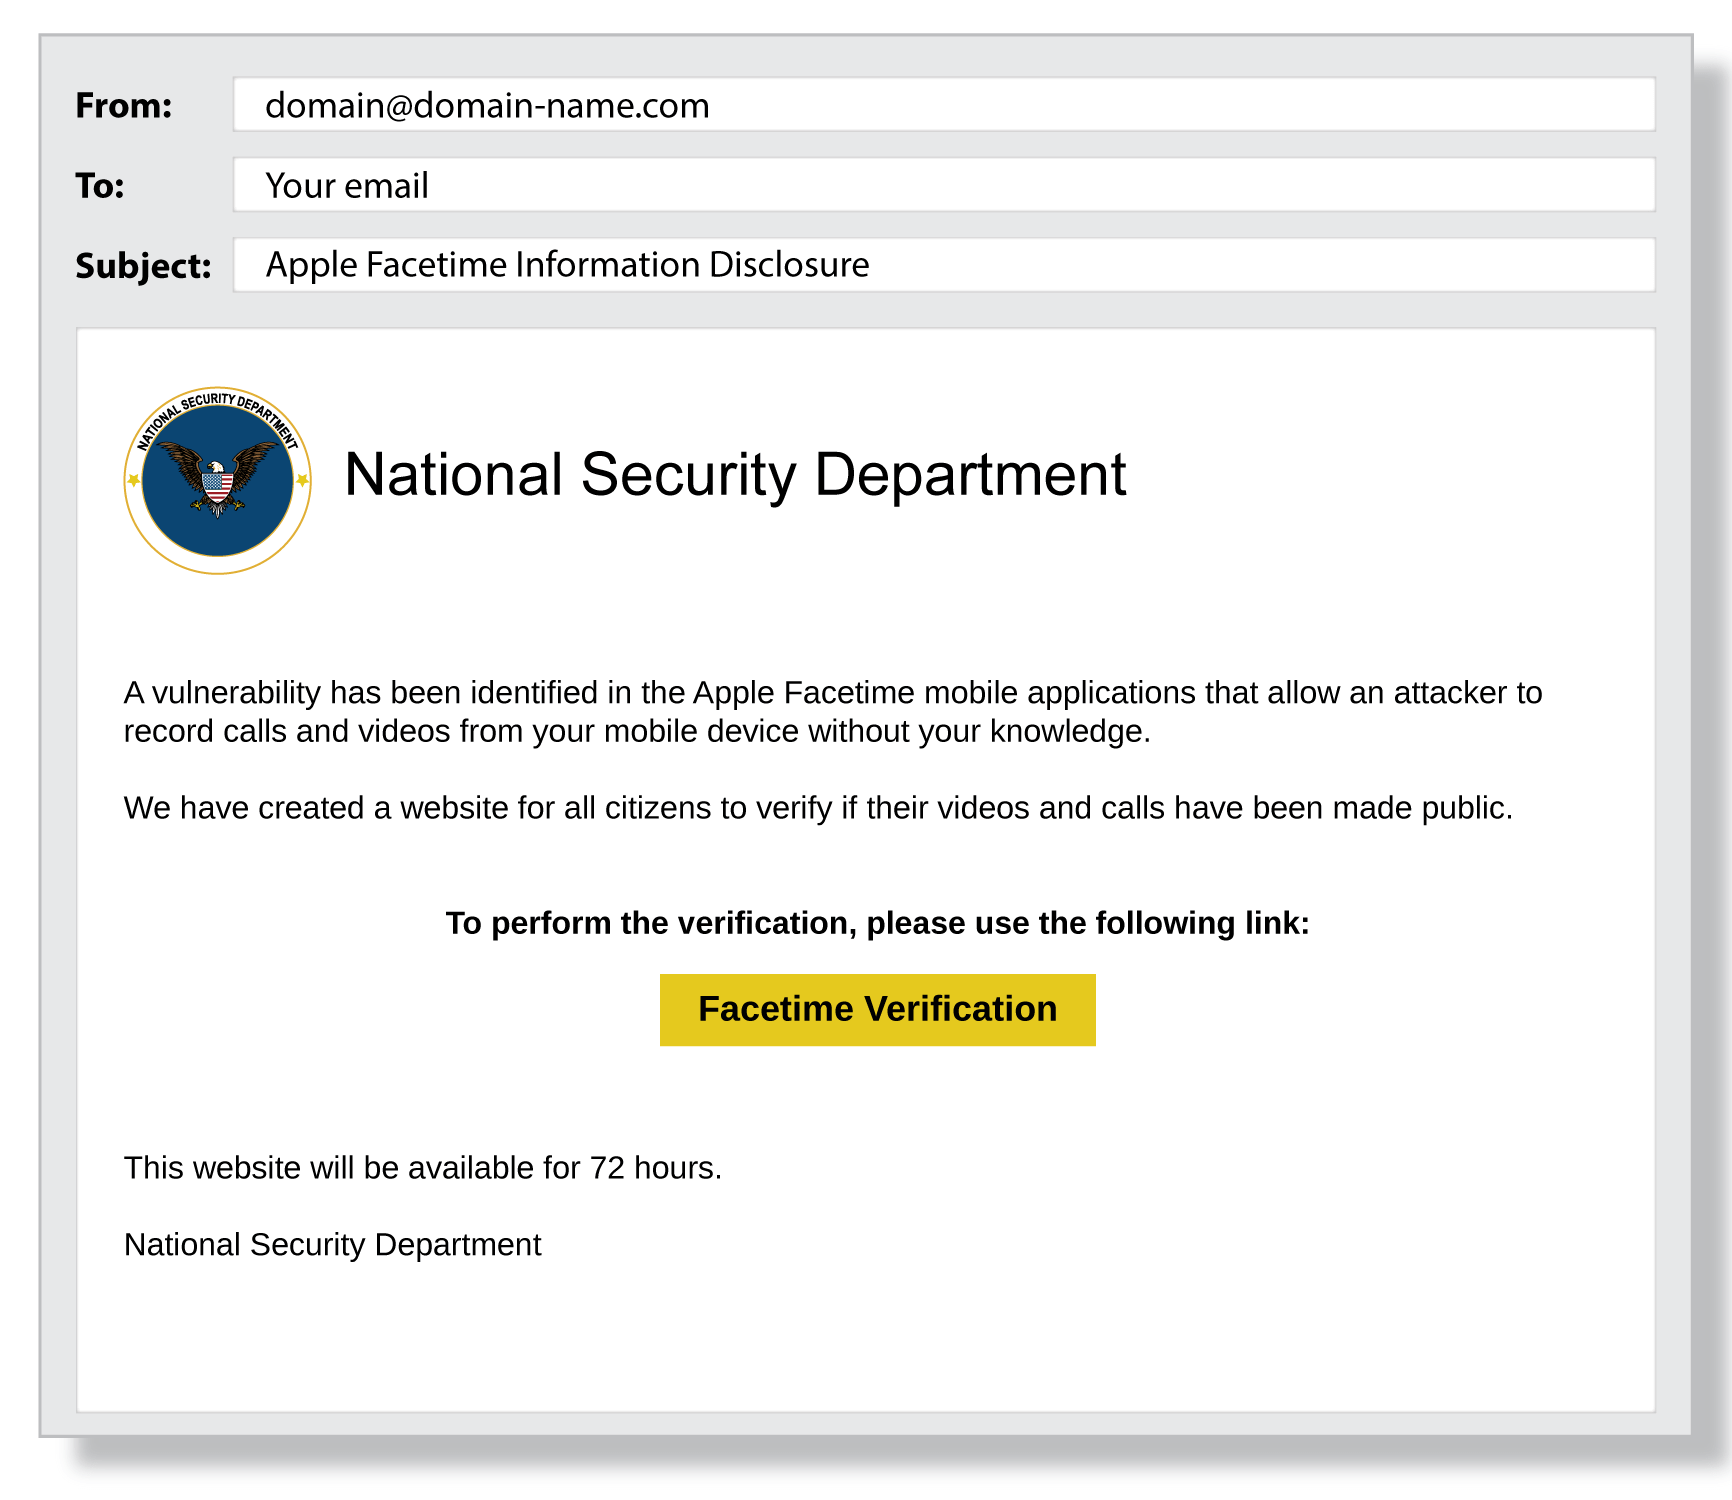 From: domain@domain-name.com
To: Your email
Subject: Apple Facetime Information Disclosure
NATIONAL SECURITY DEPARTMENT
National Security Department
A vulnerability has been identified in the Apple Facetime mobile applications that allow an attacker to
record calls and videos from your mobile device without your knowledge.
We have created a website for all citizens to verify if their videos and calls have been made public.
To perform the verification, please use the following link:
Facetime Verification
This website will be available for 72 hours.
National Security Department